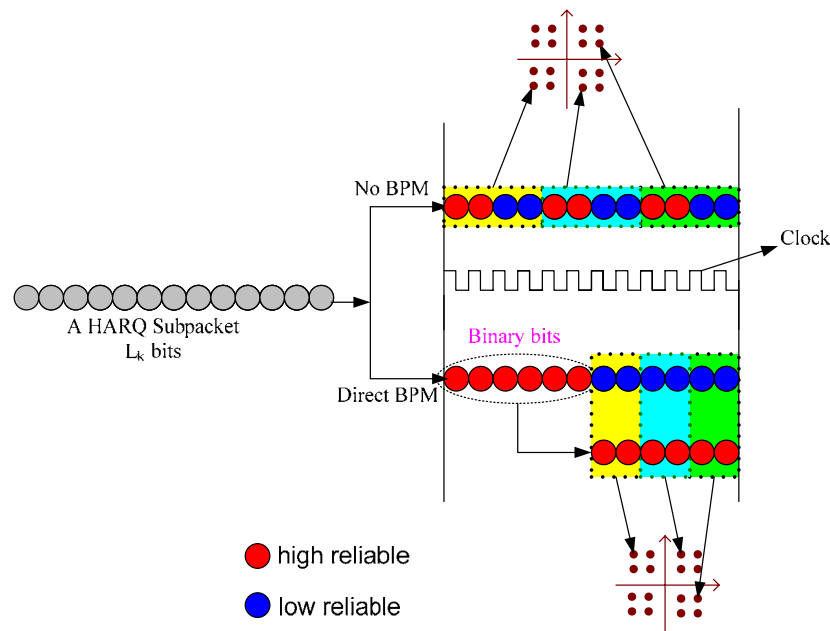 No BPM
Clock
A HARQ Subpacket
Lk bits
Binary bits
Direct BPM
high reliable
low reliable